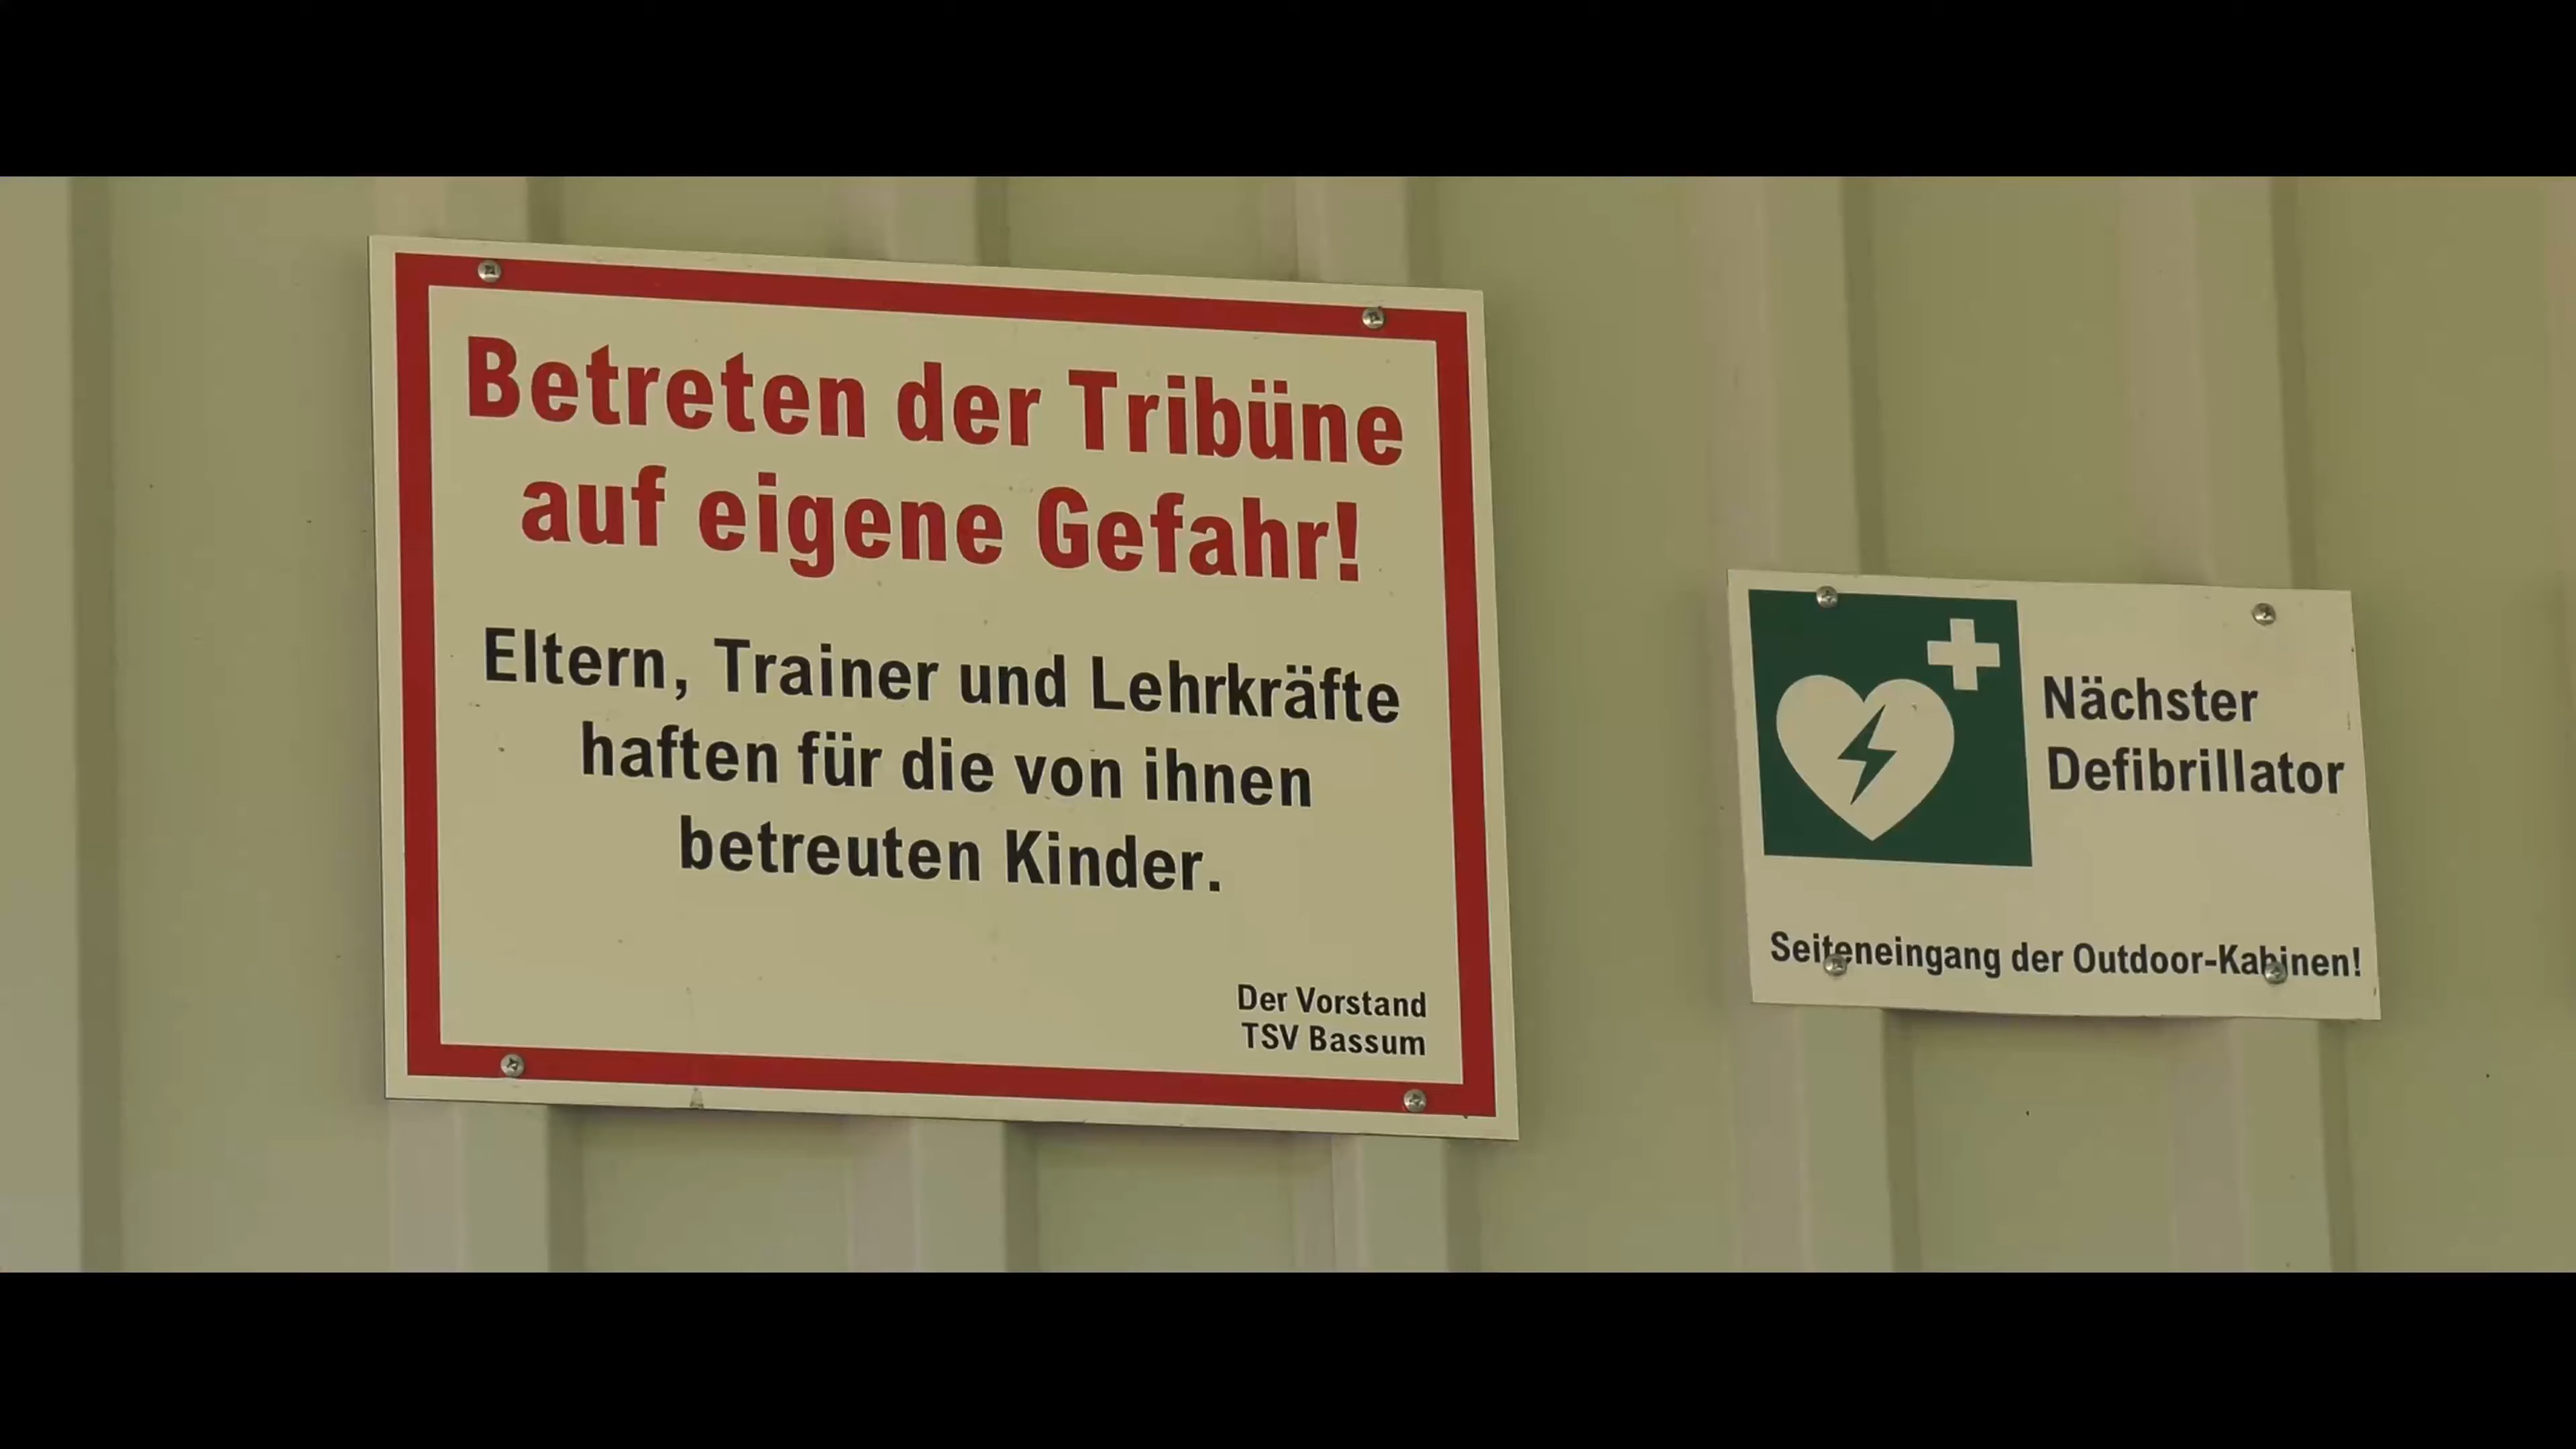 Betreten der Tribüne
auf eigene Gefahr!
Eltern, Trainer und Lehrkräfte
haften für die von ihnen
betreuten Kinder.
Der Vorstand
TSV Bassum
Nächster
Defibrillator
Seiteneingang der Outdoor-Kabinen!